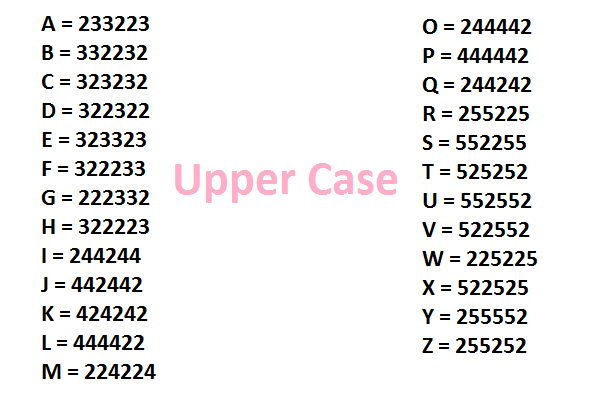 A = 233223
B = 332232
C = 323232
D = 322322
E = 323323
F = 322233
G = 222332
H = 322223
I = 244244
J = 442442
K = 424242
L = 444422
M = 224224
Upper Case
O = 244442
P = 444442
Q = 244242
R = 255225
S = 552255
T = 525252
U = 552552
V = 522552
W = 225225
X = 522525
Y = 255552
Z = 255252